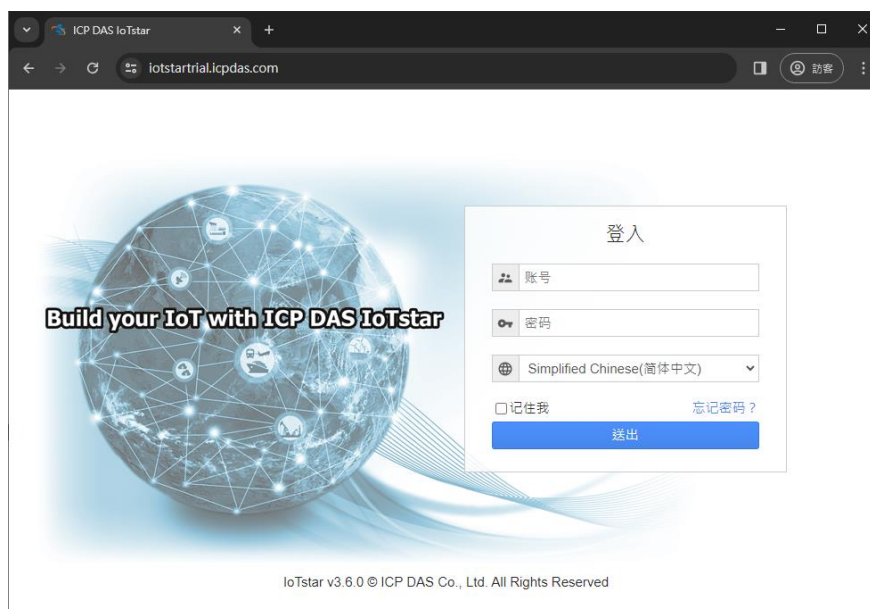 ICP DAS IoTstar
iotstartrial.icpdas.com
訪客
Build your IoT with ICP DAS IoTstar
登入
账号
密码
Simplified Chinese(简体中文)
记住我
忘记密码？
送出
IoTstar v3.6.0 © ICP DAS Co., Ltd. All Rights Reserved